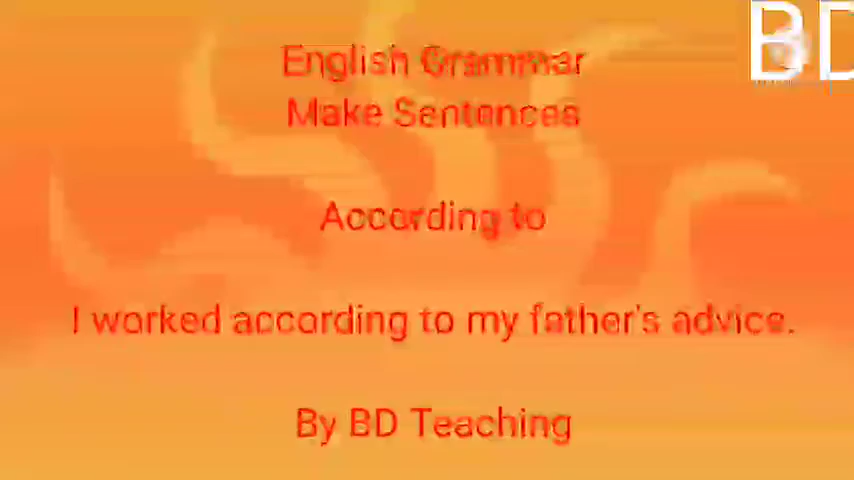 BD
English Grammar
Make Sentences
According to
I worked according to my father's advice.
By BD Teaching